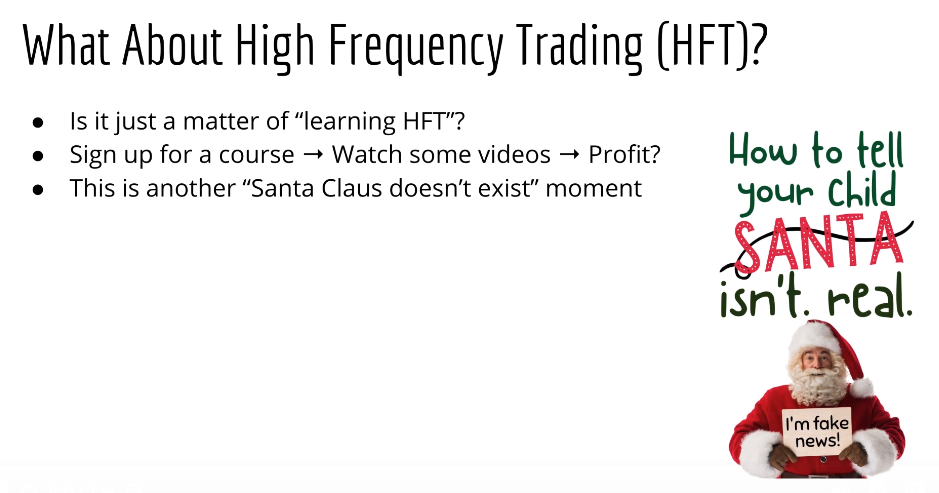 What About High Frequency Trading (HFT)?
● Is it just a matter of “learning HFT”?
● Sign up for a course → Watch some videos → Profit?
● This is another “Santa Claus doesn’t exist” moment
How to tell
your Child
SANTA
isn't. real.
I'm fake
news!